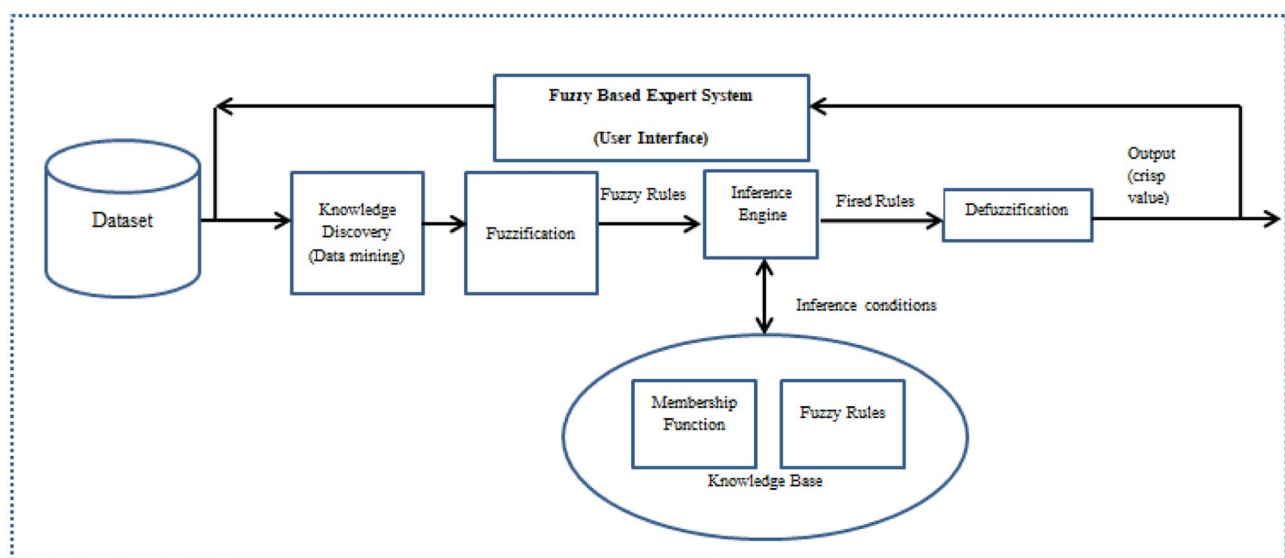 Fuzzy Based Expert System
(User Interface)
Dataset
Knowledge
Discovery
(Data mining)
Fuzzification
Fuzzy Rules
Inference
Engine
Fired Rules
Defuzzification
Output
(crisp
value)
Inference conditions
Membership
Function
Fuzzy Rules
Knowledge Base